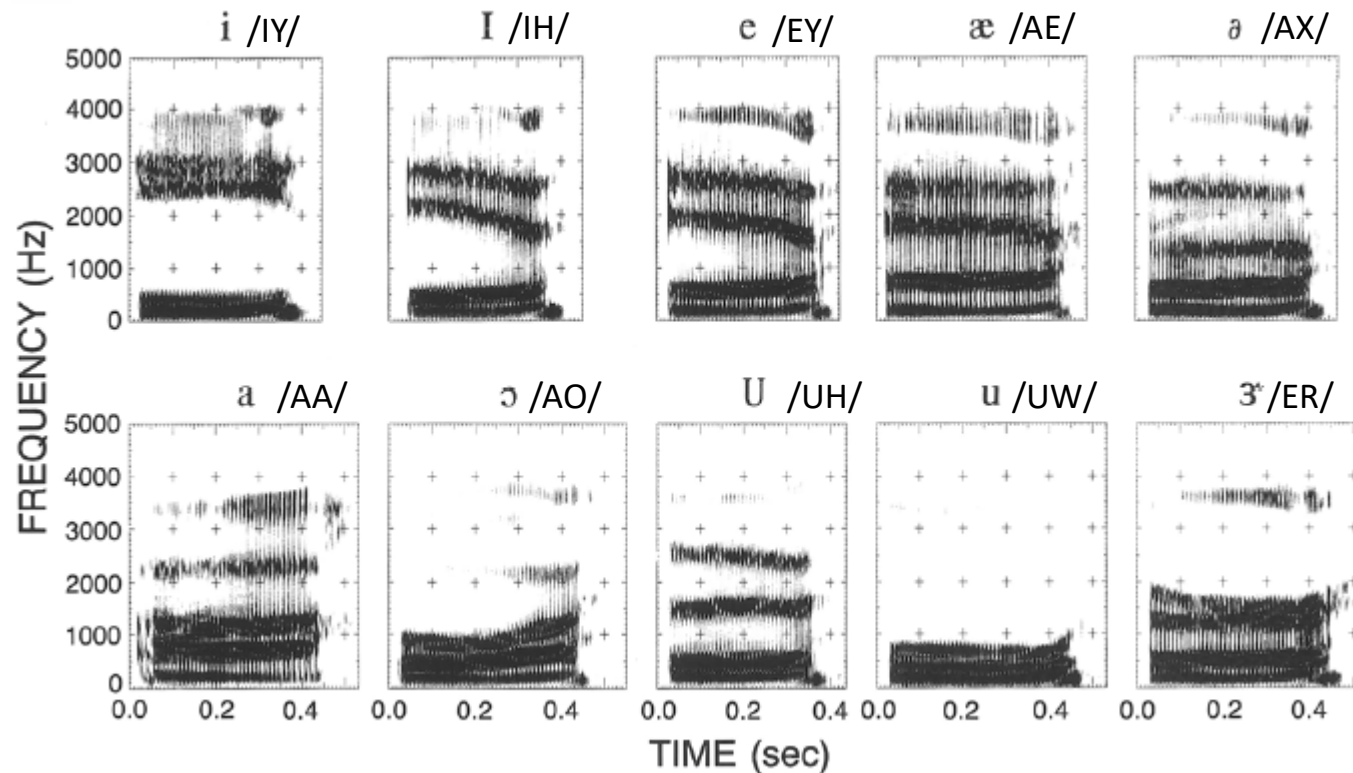 i /IY/ I /IH/ e /EY/ æ /AE/ ə /AX/
5000
4000
3000
2000
1000
0
a /AA/ ɔ /AO/ U /UH/ u /UW/ ɝ /ER/
5000
4000
3000
2000
1000
0
FREQUENCY (Hz)
0.0 0.2 0.4 0.0 0.2 0.4 0.0 0.2 0.4 0.0 0.2 0.4 0.0 0.2 0.4
TIME (sec)